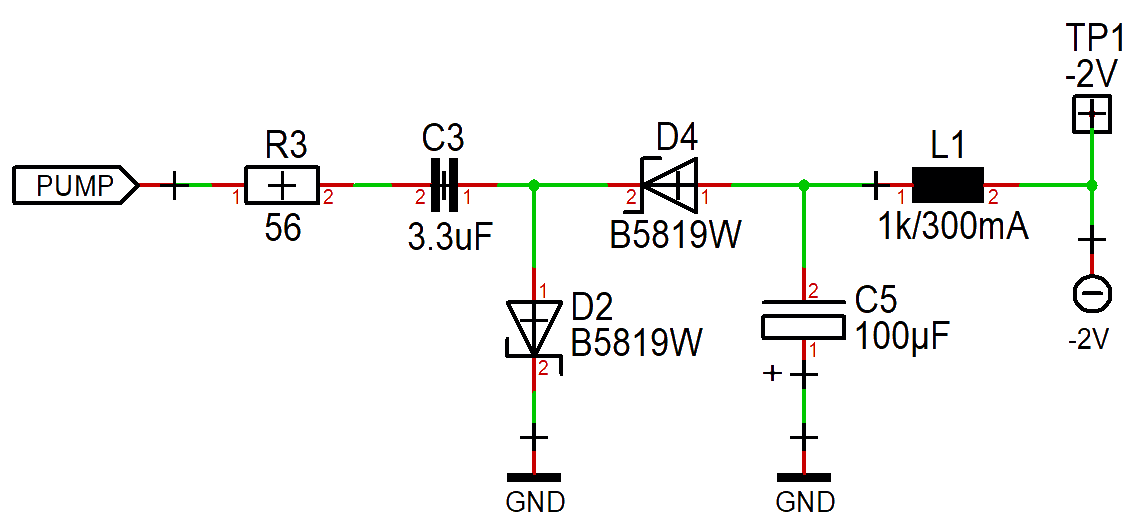 TP1
-2V
PUMP
R3
1 2
56
C3
2 1
3.3uF
D4
2 1
B5819W
L1
1 2
1k/300mA
1
D2
B5819W
2
GND
2
C5
100µF
1
+
GND
-2V